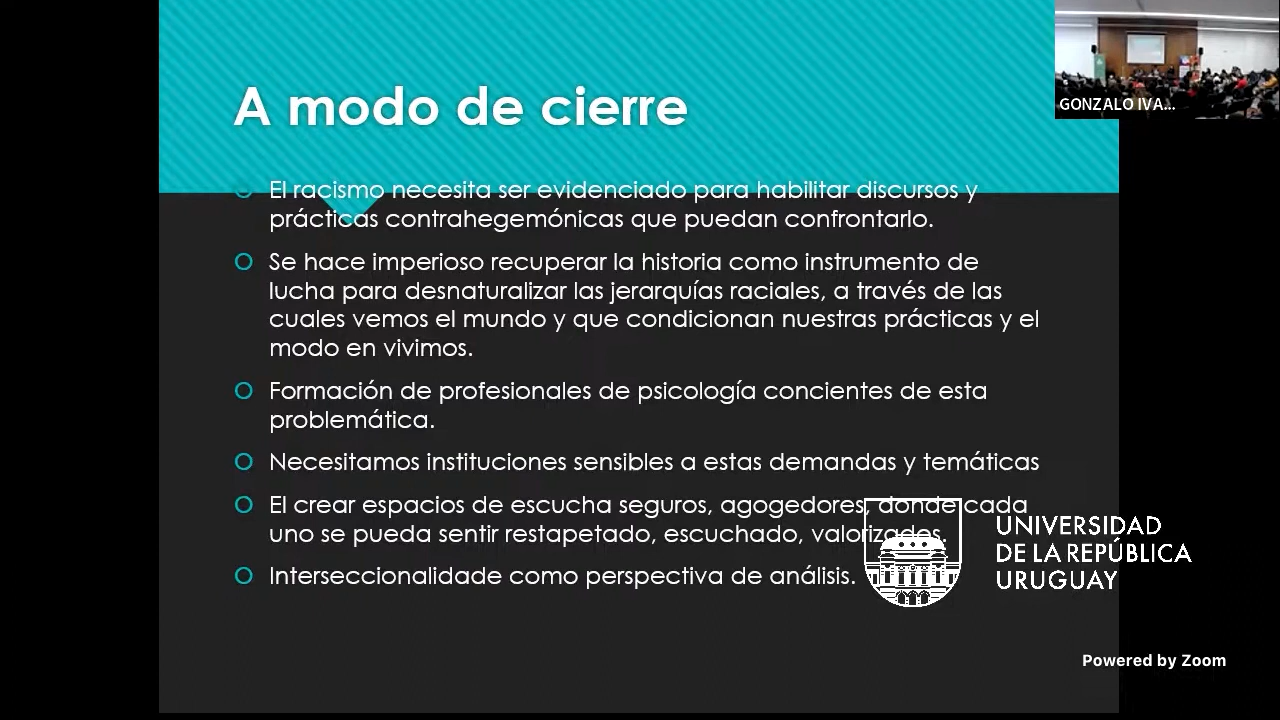 A modo de cierre
GONZALO IVA...
El racismo necesita ser evidenciado para habilitar discursos y
prácticas contrahegemónicas que puedan confrontarlo.
Se hace imperioso recuperar la historia como instrumento de
lucha para desnaturalizar las jerarquías raciales, a través de las
cuales vemos el mundo y que condicionan nuestras prácticas y el
modo en vivimos.
Formación de profesionales de psicología concientes de esta
problemática.
Necesitamos instituciones sensibles a estas demandas y temáticas
El crear espacios de escucha seguros, agogedores, donde cada
uno se pueda sentir restapetado, escuchado, valorizados.
Interseccionalidade como perspectiva de análisis.
UNIVERSIDAD
DE LA REPÚBLICA
URUGUAY
Powered by Zoom